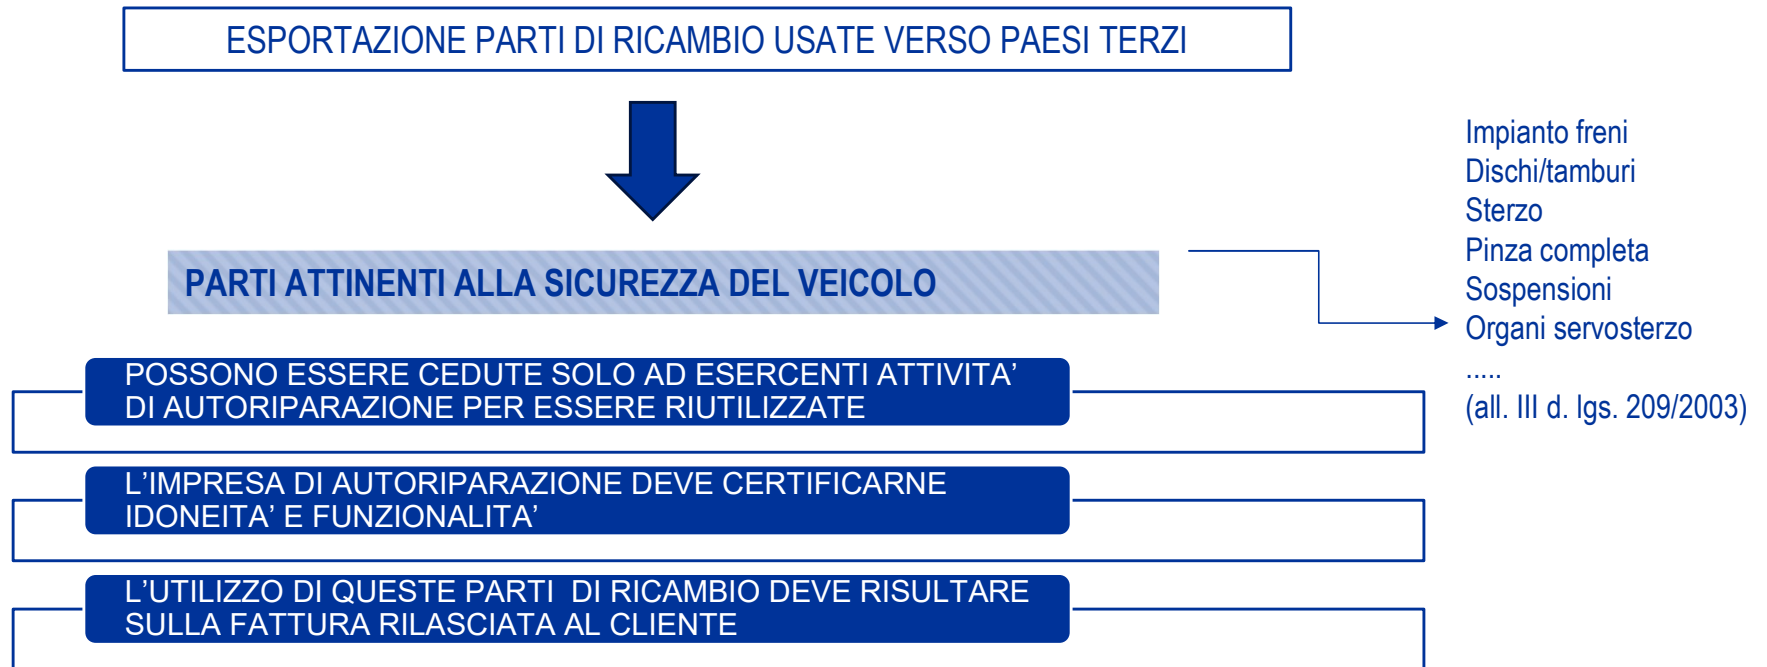 ESPORTAZIONE PARTI DI RICAMBIO USATE VERSO PAESI TERZI
PARTI ATTINENTI ALLA SICUREZZA DEL VEICOLO
Impianto freni
Dischi/tamburi
Sterzo
Pinza completa
Sospensioni
Organi servosterzo
.....
(all. III d. lgs. 209/2003)
POSSONO ESSERE CEDUTE SOLO AD ESERCENTI ATTIVITA’
DI AUTORIPARAZIONE PER ESSERE RIUTILIZZATE
L’IMPRESA DI AUTORIPARAZIONE DEVE CERTIFICARNE
IDONEITA’ E FUNZIONALITA’
L’UTILIZZO DI QUESTE PARTI  DI RICAMBIO DEVE RISULTARE
SULLA FATTURA RILASCIATA AL CLIENTE